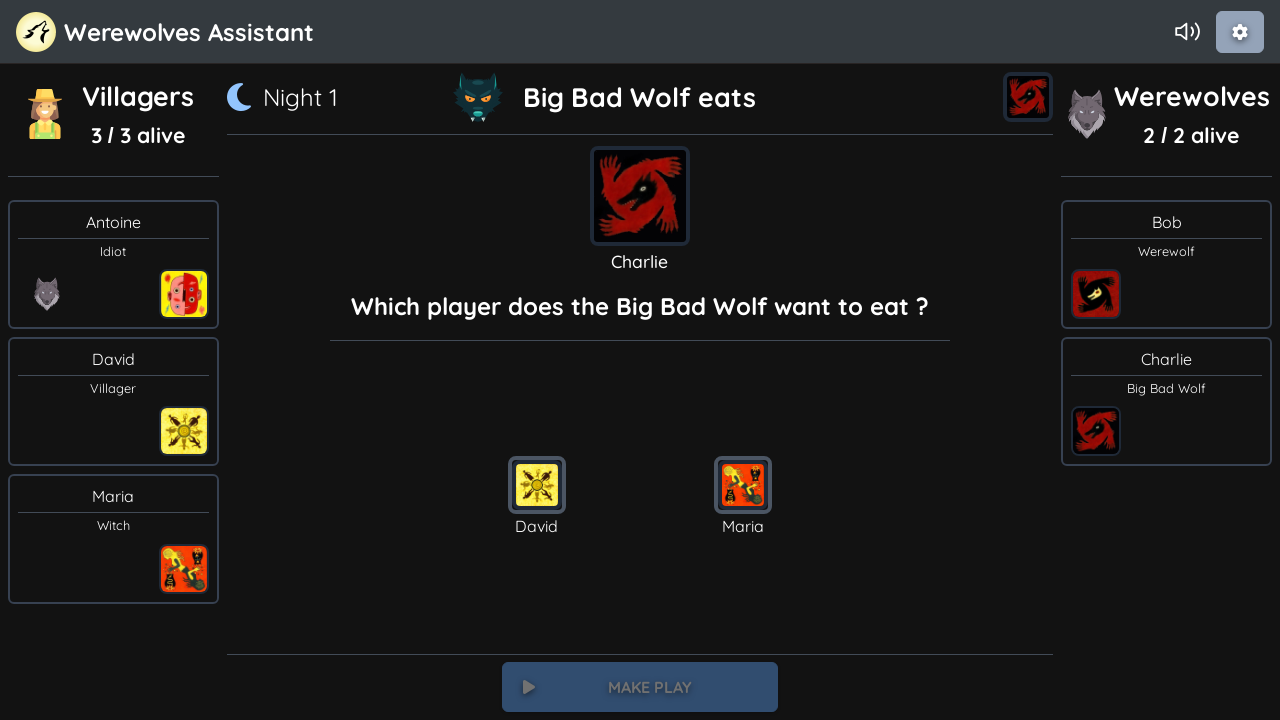 Werewolves Assistant
Villagers
3 / 3 alive
Night 1
Big Bad Wolf eats
Werewolves
2 / 2 alive
Antoine
Idiot
David
Villager
Maria
Witch
Charlie
Which player does the Big Bad Wolf want to eat ?
David
Maria
MAKE PLAY
Bob
Werewolf
Charlie
Big Bad Wolf